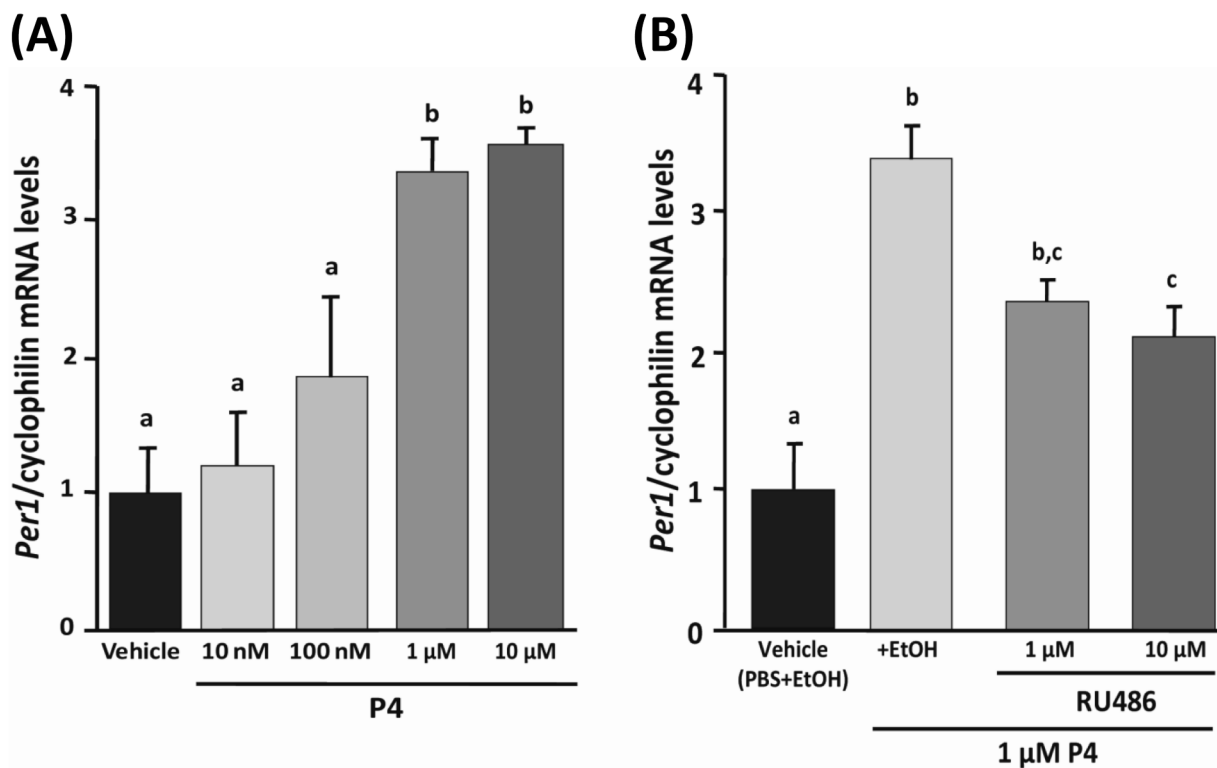 (A)
Per1/cyclophilin mRNA levels
4
3
2
1
0
a
a
a
b
b
Vehicle
10 nM
100 nM
1 µM
10 µM
P4
(B)
Per1/cyclophilin mRNA levels
4
3
2
1
0
a
b
b,c
c
Vehicle
(PBS+EtOH)
+EtOH
1 µM
10 µM
RU486
1 µM P4